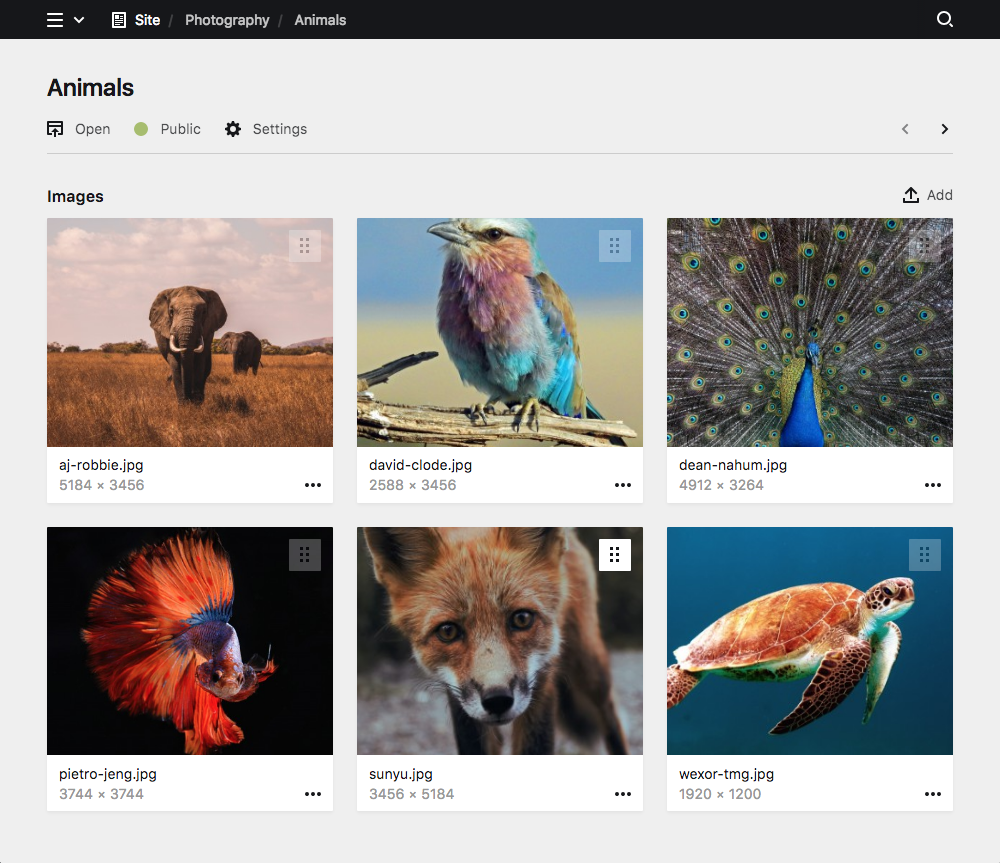 Site / Photography / Animals
Animals
Open Public Settings
Images Add
aj-robbie.jpg
5184 × 3456
david-clode.jpg
2588 × 3456
dean-nahum.jpg
4912 × 3264
pietro-jeng.jpg
3744 × 3744
sunyu.jpg
3456 × 5184
wexor-tmg.jpg
1920 × 1200